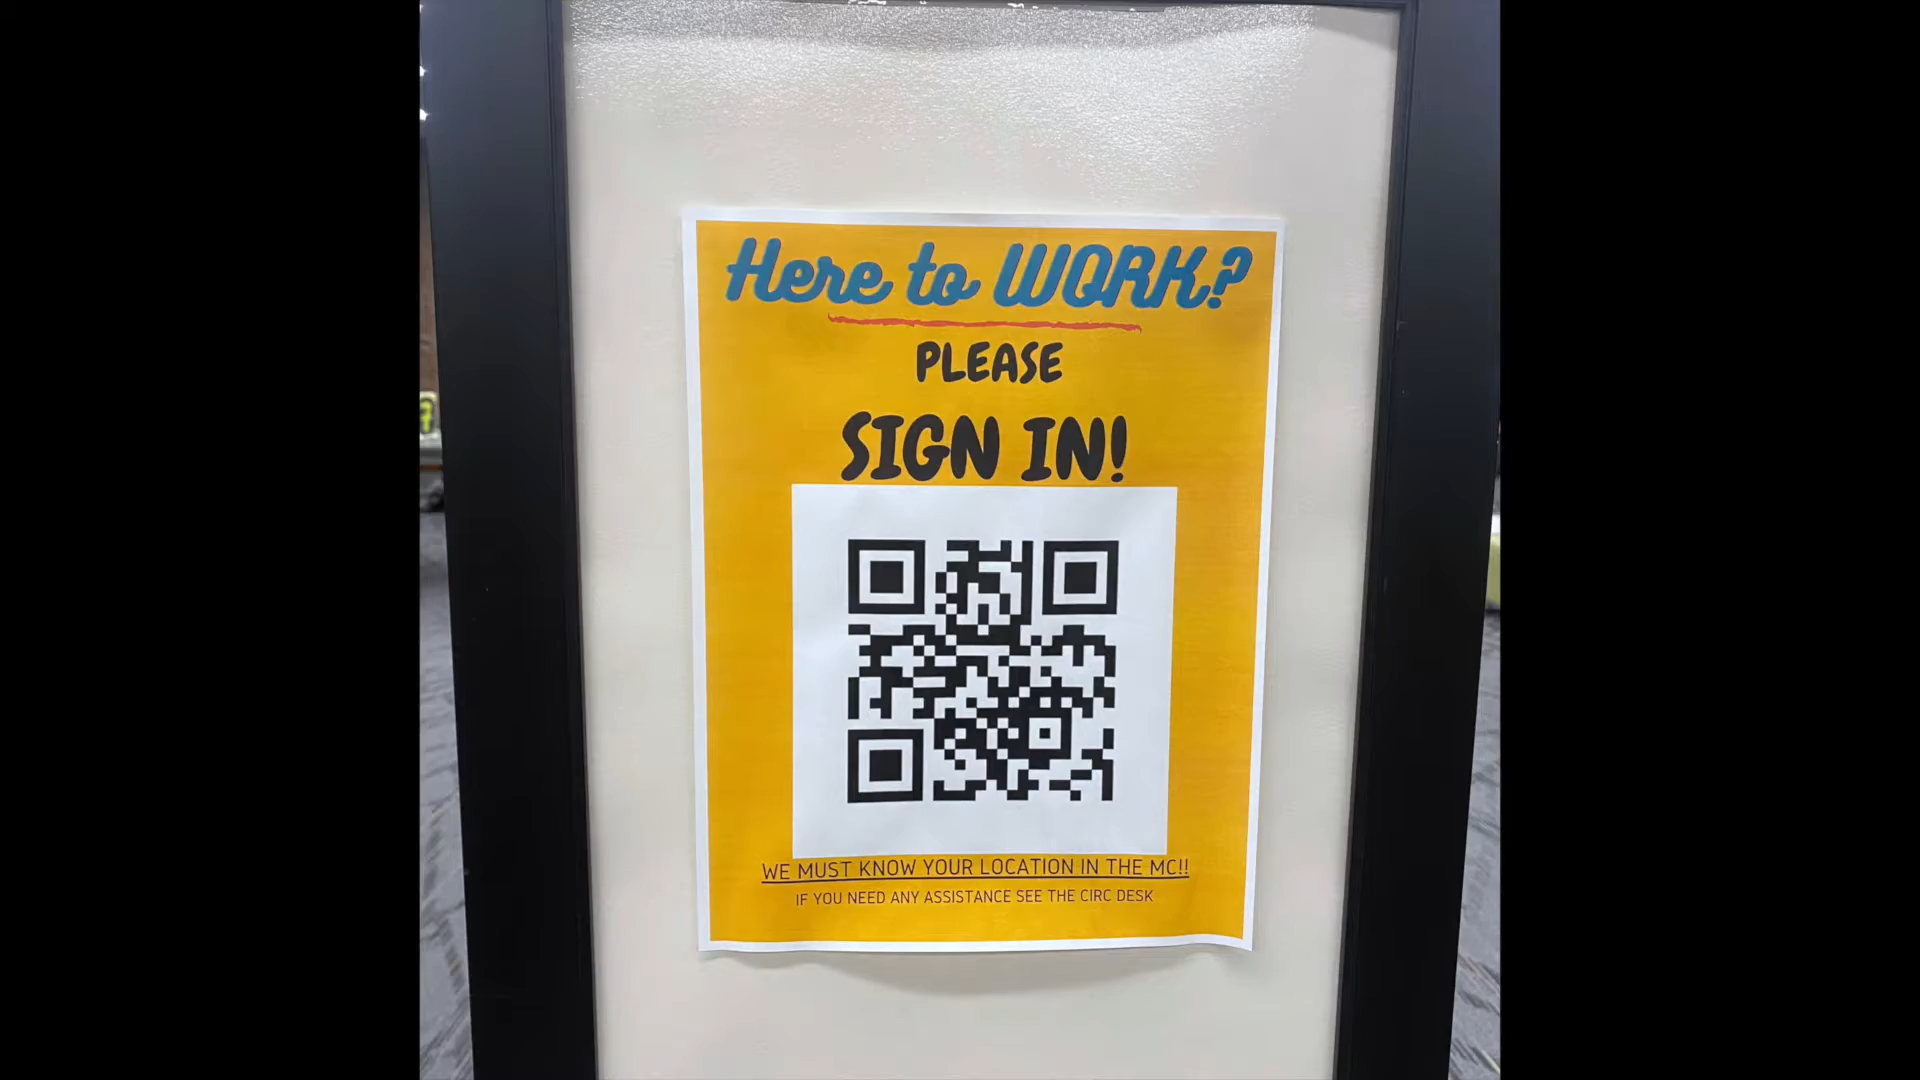 Here to WORK?
PLEASE
SIGN IN!
WE MUST KNOW YOUR LOCATION IN THE MC!!
IF YOU NEED ANY ASSISTANCE SEE THE CIRC DESK